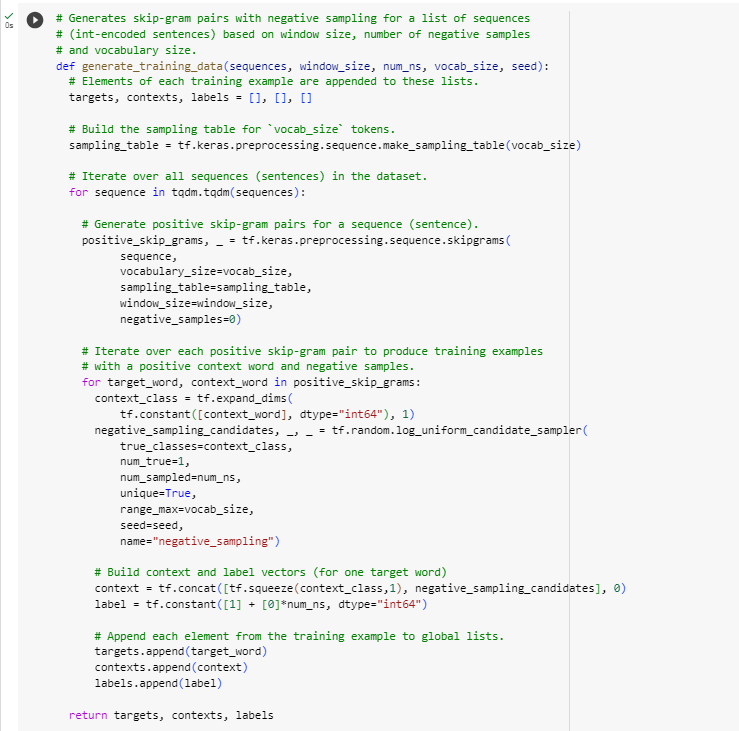 0s
# Generates skip-gram pairs with negative sampling for a list of sequences
# (int-encoded sentences) based on window size, number of negative samples
# and vocabulary size.
def generate_training_data(sequences, window_size, num_ns, vocab_size, seed):
  # Elements of each training example are appended to these lists.
  targets, contexts, labels = [], [], []

  # Build the sampling table for `vocab_size` tokens.
  sampling_table = tf.keras.preprocessing.sequence.make_sampling_table(vocab_size)

  # Iterate over all sequences (sentences) in the dataset.
  for sequence in tqdm.tqdm(sequences):

    # Generate positive skip-gram pairs for a sequence (sentence).
    positive_skip_grams, _ = tf.keras.preprocessing.sequence.skipgrams(
          sequence,
          vocabulary_size=vocab_size,
          sampling_table=sampling_table,
          window_size=window_size,
          negative_samples=0)

    # Iterate over each positive skip-gram pair to produce training examples
    # with a positive context word and negative samples.
    for target_word, context_word in positive_skip_grams:
      context_class = tf.expand_dims(
          tf.constant([context_word], dtype="int64"), 1)
      negative_sampling_candidates, _, _ = tf.random.log_uniform_candidate_sampler(
          true_classes=context_class,
          num_true=1,
          num_sampled=num_ns,
          unique=True,
          range_max=vocab_size,
          seed=seed,
          name="negative_sampling")

      # Build context and label vectors (for one target word)
      context = tf.concat([tf.squeeze(context_class,1), negative_sampling_candidates], 0)
      label = tf.constant([1] + [0]*num_ns, dtype="int64")

      # Append each element from the training example to global lists.
      targets.append(target_word)
      contexts.append(context)
      labels.append(label)

  return targets, contexts, labels